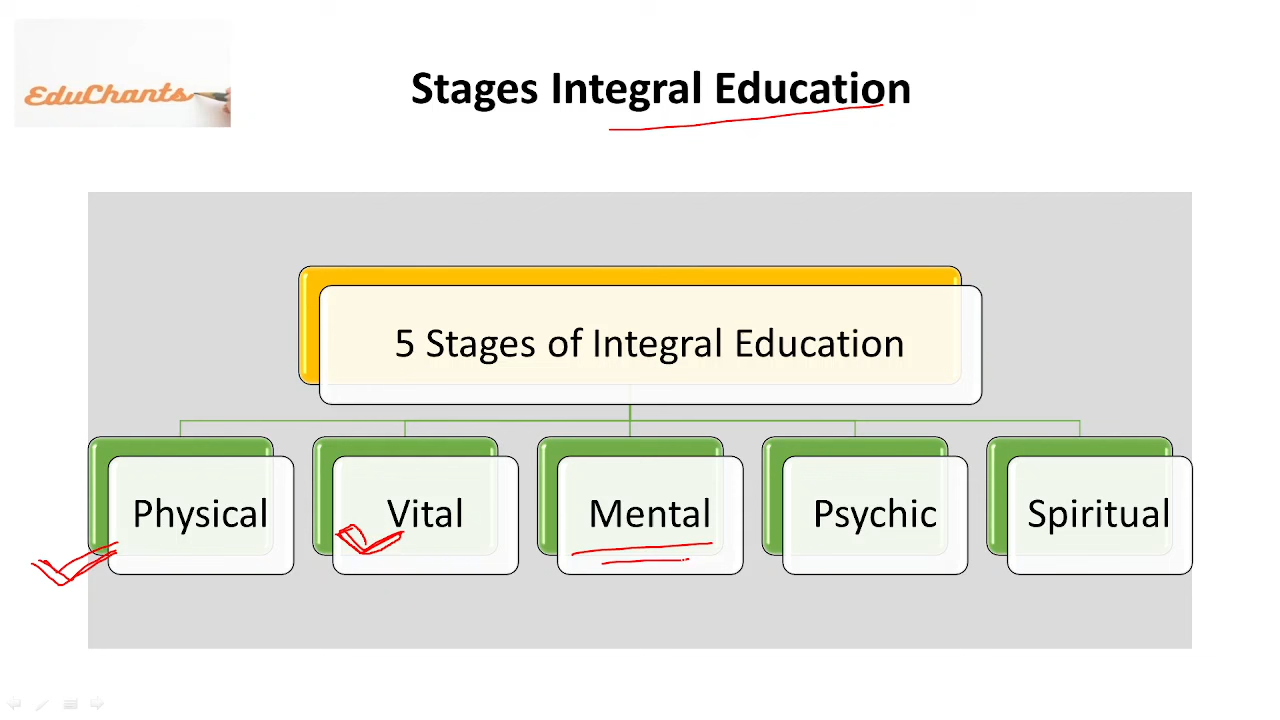 EduChants
Stages Integral Education
5 Stages of Integral Education
Physical
Vital
Mental
Psychic
Spiritual